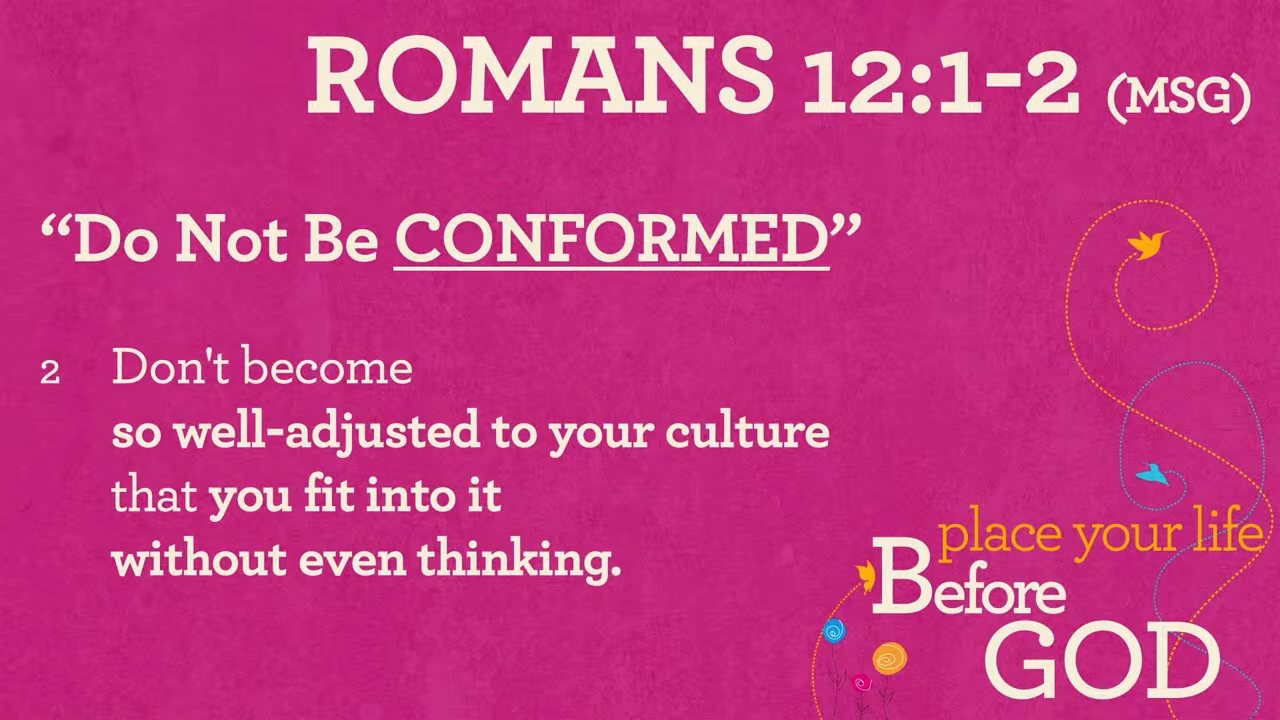 ROMANS 12:1-2 (MSG)
“Do Not Be CONFORMED”
2 Don't become
so well-adjusted to your culture
that you fit into it
without even thinking.
place your life
Before
GOD